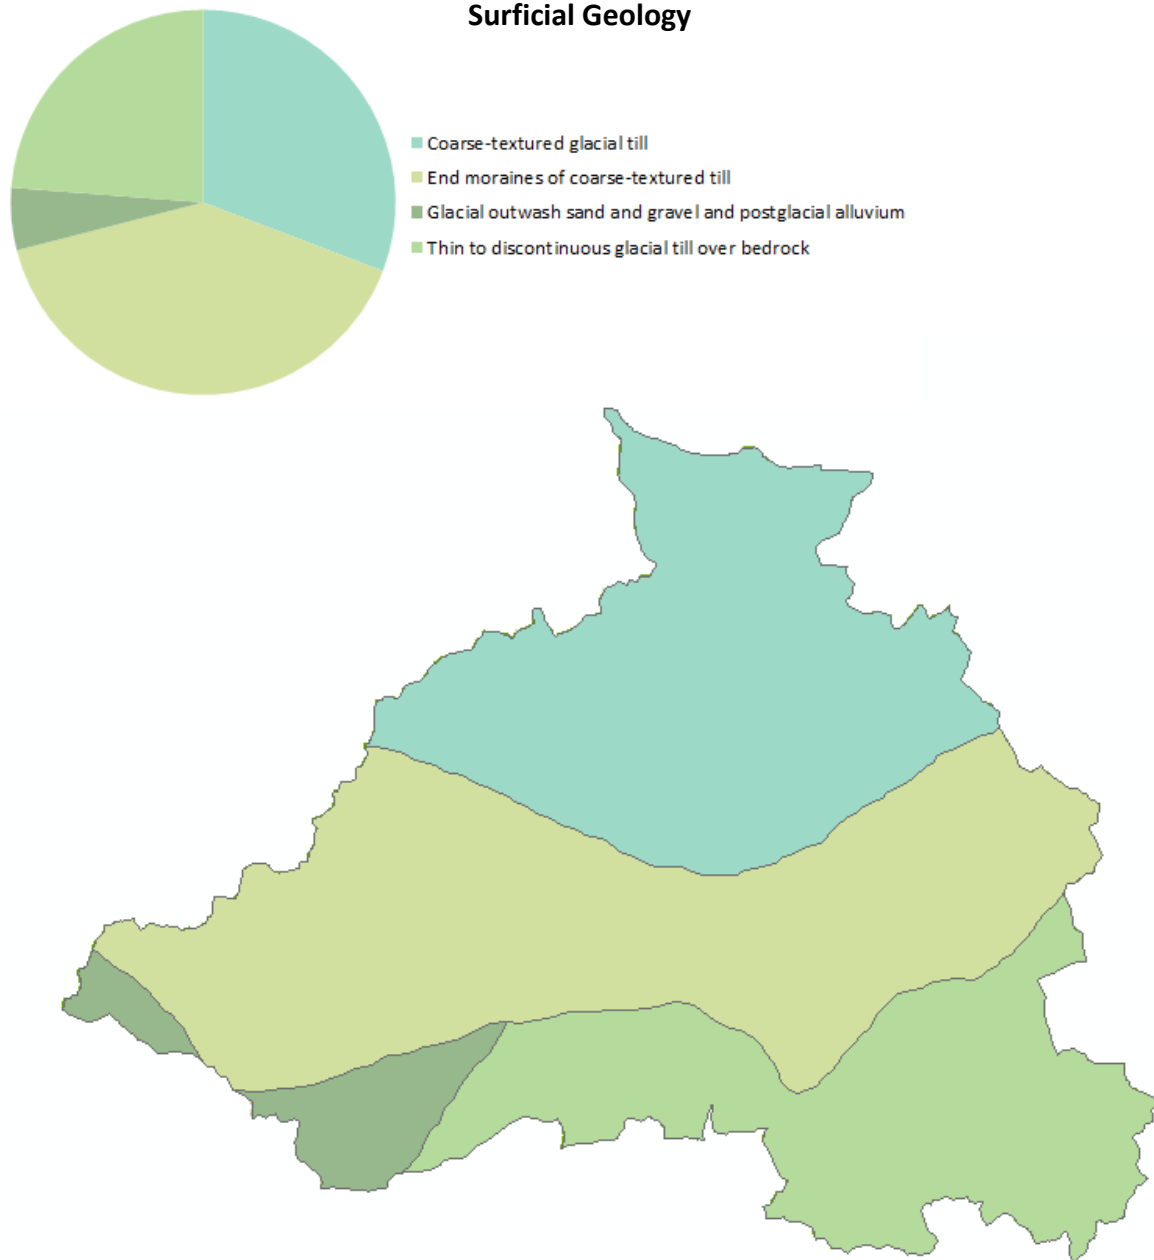 Surficial Geology
Coarse-textured glacial till
End moraines of coarse-textured till
Glacial outwash sand and gravel and postglacial alluvium
Thin to discontinuous glacial till over bedrock